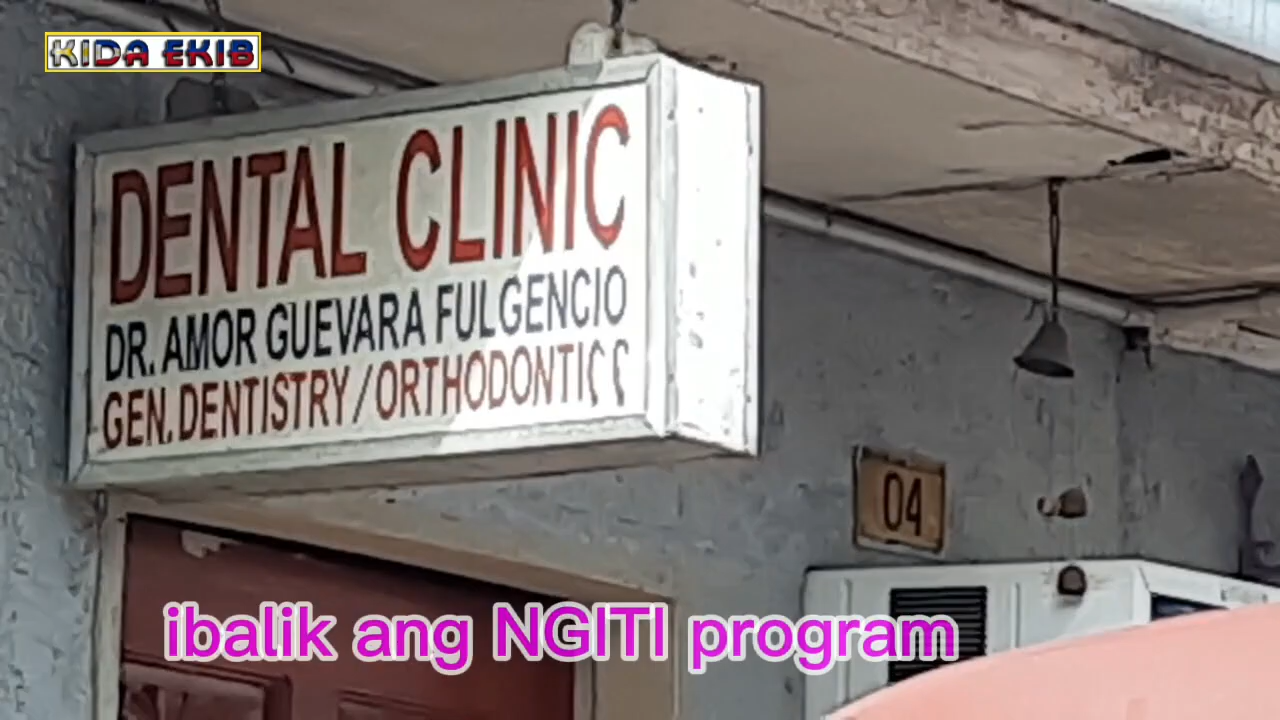 KIDA EKIB
DENTAL CLINIC
DR. AMOR GUEVARA FULGENCIO
GEN. DENTISTRY / ORTHODONTICS
04
ibalik ang NGITI program